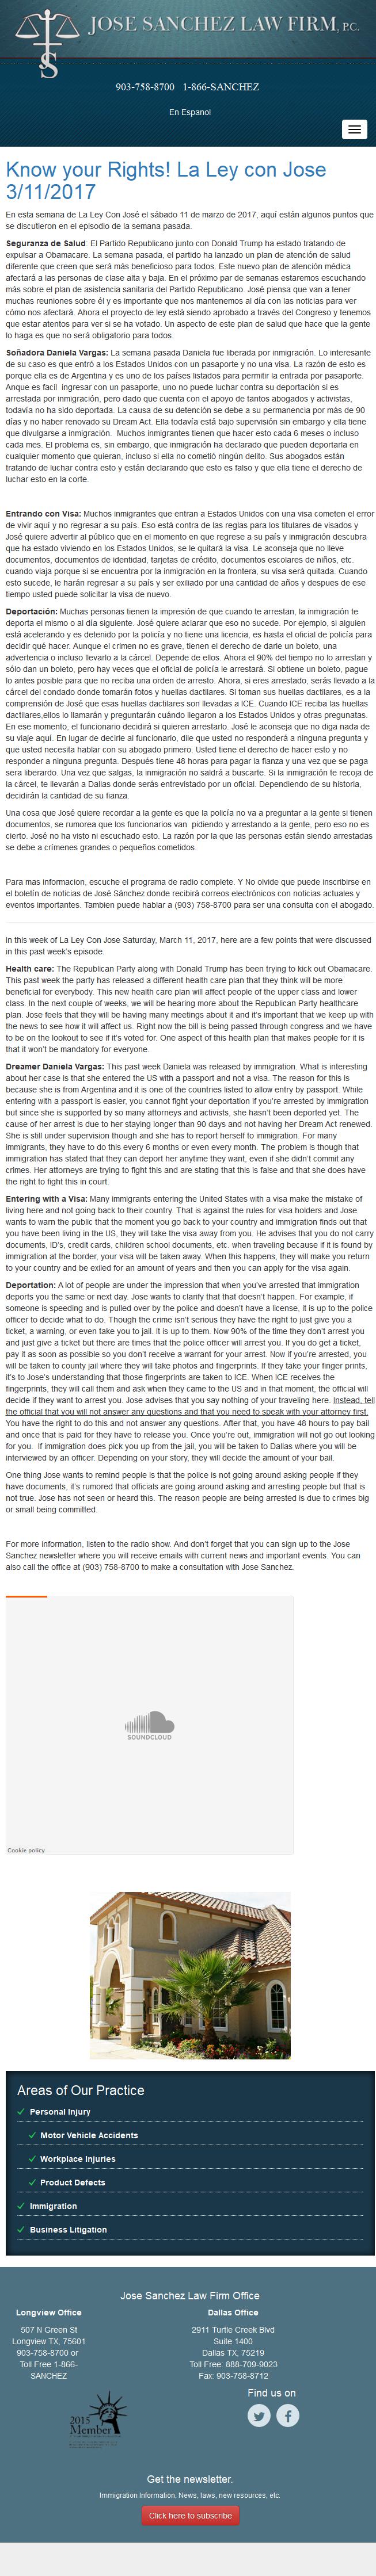 JOSE SANCHEZ LAW FIRM, P.C.
903-758-8700 1-866-SANCHEZ
En Espanol
Know your Rights! La Ley con Jose
3/11/2017
En esta semana de La Ley Con José el sábado 11 de marzo de 2017, aquí están algunos puntos que
se discutieron en el episodio de la semana pasada.
Seguranza de Salud: El Partido Republicano junto con Donald Trump ha estado tratando de
expulsar a Obamacare. La semana pasada, el partido ha lanzado un plan de atención de salud
diferente que creen que será más beneficioso para todos. Este nuevo plan de atención médica
afectará a las personas de clase alta y baja. En el próximo par de semanas estaremos escuchando
más sobre el plan de asistencia sanitaria del Partido Republicano. José piensa que van a tener
muchas reuniones sobre él y es importante que nos mantenemos al día con las noticias para ver
cómo nos afectará. Ahora el proyecto de ley está siendo aprobado a través del Congreso y tenemos
que estar atentos para ver si se ha votado. Un aspecto de este plan de salud que hace que la gente
lo haga es que no será obligatorio para todos.
Soñadora Daniela Vargas: La semana pasada Daniela fue liberada por inmigración. Lo interesante
de su caso es que entró a los Estados Unidos con un pasaporte y no una visa. La razón de esto es
porque ella es de Argentina y es uno de los países listados para permitir la entrada por pasaporte.
Anque es facil ingresar con un pasaporte, uno no puede luchar contra su deportación si es
arrestada por inmigración, pero dado que cuenta con el apoyo de tantos abogados y activistas,
todavía no ha sido deportada. La causa de su detención se debe a su permanencia por más de 90
días y no haber renovado su Dream Act. Ella todavía está bajo supervisión sin embargo y ella tiene
que divulgarse a inmigración. Muchos inmigrantes tienen que hacer esto cada 6 meses o incluso
cada mes. El problema es, sin embargo, que inmigración ha declarado que pueden deportarla en
cualquier momento que quieran, incluso si ella no cometió ningún delito. Sus abogados están
tratando de luchar contra esto y están declarando que esto es falso y que ella tiene el derecho de
luchar esto en la corte.
Entrando con Visa: Muchos inmigrantes que entran a Estados Unidos con una visa cometen el error
de vivir aquí y no regresar a su país. Eso está contra de las reglas para los titulares de visados y
José quiere advertir al público que en el momento en que regrese a su país y inmigración descubra
que ha estado viviendo en los Estados Unidos, se le quitará la visa. Le aconseja que no lleve
documentos, documentos de identidad, tarjetas de crédito, documentos escolares de niños, etc.
cuando viaja porque si se encuentra por la inmigración en la frontera, su visa será quitada. Cuando
esto sucede, le harán regresar a su país y ser exiliado por una cantidad de años y despues de ese
tiempo usted puede solicitar la visa de nuevo.
Deportación: Muchas personas tienen la impresión de que cuando te arrestan, la inmigración te
deporta el mismo o al día siguiente. José quiere aclarar que eso no sucede. Por ejemplo, si alguien
está acelerando y es detenido por la policía y no tiene una licencia, es hasta el oficial de policía para
decidir qué hacer. Aunque el crimen no es grave, tienen el derecho de darle un boleto, una
advertencia o incluso llevarlo a la cárcel. Depende de ellos. Ahora el 90% del tiempo no lo arrestan y
sólo dan un boleto, pero hay veces que el oficial de policía le arrestará. Si obtiene un boleto, pague
lo antes posible para que no reciba una orden de arresto. Ahora, si eres arrestado, serás llevado a la
cárcel del condado donde tomarán fotos y huellas dactilares. Si toman sus huellas dactilares, es a la
comprensión de José que esas huellas dactilares son llevadas a ICE. Cuando ICE reciba las huellas
dactilares,ellos lo llamarán y preguntarán cuándo llegaron a los Estados Unidos y otras preguntatas.
En ese momento, el funcionario decidirá si quieren arrestarlo. José le aconseja que no diga nada de
su viaje aquí. En lugar de decirle al funcionario, dile que usted no responderá a ninguna pregunta y
que usted necesita hablar con su abogado primero. Usted tiene el derecho de hacer esto y no
responder a ninguna pregunta. Después tiene 48 horas para pagar la fianza y una vez que se paga
sera liberardo. Una vez que salgas, la inmigración no saldrá a buscarte. Si la inmigración te recoja de
la cárcel, te llevarán a Dallas donde serás entrevistado por un oficial. Dependiendo de su historia,
decidirán la cantidad de su fianza.
Una cosa que José quiere recordar a la gente es que la policía no va a preguntar a la gente si tienen
documentos, se rumorea que los funcionarios van pidiendo y arrestando a la gente, pero eso no es
cierto. José no ha visto ni escuchado esto. La razón por la que las personas están siendo arrestadas
se debe a crímenes grandes o pequeños cometidos.
Para mas informacion, escuche el programa de radio complete. Y No olvide que puede inscribirse en
el boletín de noticias de José Sánchez donde recibirá correos electrónicos con noticias actuales y
eventos importantes. Tambien puede hablar a (903) 758-8700 para ser una consulta con el abogado.
In this week of La Ley Con Jose Saturday, March 11, 2017, here are a few points that were discussed
in this past week's episode.
Health care: The Republican Party along with Donald Trump has been trying to kick out Obamacare.
This past week the party has released a different health care plan that they think will be more
beneficial for everybody. This new health care plan will affect people of the upper class and lower
class. In the next couple of weeks, we will be hearing more about the Republican Party healthcare
plan. Jose feels that they will be having many meetings about it and it's important that we keep up with
the news to see how it will affect us. Right now the bill is being passed through congress and we have
to be on the lookout to see if it's voted for. One aspect of this health plan that makes people for it is
that it won't be mandatory for everyone.
Dreamer Daniela Vargas: This past week Daniela was released by immigration. What is interesting
about her case is that she entered the US with a passport and not a visa. The reason for this is
because she is from Argentina and it is one of the countries listed to allow entry by passport. While
entering with a passport is easier, you cannot fight your deportation if you're arrested by immigration
but since she is supported by so many attorneys and activists, she hasn't been deported yet. The
cause of her arrest is due to her staying longer than 90 days and not having her Dream Act renewed.
She is still under supervision though and she has to report herself to immigration. For many
immigrants, they have to do this every 6 months or even every month. The problem is though that
immigration has stated that they can deport her anytime they want, even if she didn't commit any
crimes. Her attorneys are trying to fight this and are stating that this is false and that she does have
the right to fight this in court.
Entering with a Visa: Many immigrants entering the United States with a visa make the mistake of
living here and not going back to their country. That is against the rules for visa holders and Jose
wants to warn the public that the moment you go back to your country and immigration finds out that
you have been living in the US, they will take the visa away from you. He advises that you do not carry
documents, ID's, credit cards, children school documents, etc when traveling because if it is found by
immigration at the border, your visa will be taken away. When this happens, they will make you return
to your country and be exiled for an amount of years and then you can apply for the visa again.
Deportation: A lot of people are under the impression that when you've arrested that immigration
deports you the same or next day. Jose wants to clarify that that doesn't happen. For example, if
someone is speeding and is pulled over by the police and doesn't have a license, it is up to the police
officer to decide what to do. Though the crime isn't serious they have the right to just give you a
ticket, a warning, or even take you to jail. It is up to them. Now 90% of the time they don't arrest you
and just give a ticket but there are times that the police officer will arrest you. If you do get a ticket,
pay it as soon as possible so you don't receive a warrant for your arrest. Now if you're arrested, you
will be taken to county jail where they will take photos and fingerprints. If they take your finger prints,
it's to Jose's understanding that those fingerprints are taken to ICE. When ICE receives the
fingerprints, they will call them and ask when they came to the US and in that moment, the official will
decide if they want to arrest you. Jose advises that you say nothing of your traveling here. Instead, tell
the official that you will not answer any questions and that you need to speak with your attorney first.
You have the right to do this and not answer any questions. After that, you have 48 hours to pay bail
and once that is paid for they have to release you. Once you're out, immigration will not go out looking
for you. If immigration does pick you up from the jail, you will be taken to Dallas where you will be
interviewed by an officer. Depending on your story, they will decide the amount of your bail.
One thing Jose wants to remind people is that the police is not going around asking people if they
have documents, it's rumored that officials are going around asking and arresting people but that is
not true. Jose has not seen or heard this. The reason people are being arrested is due to crimes big
or small being committed.
For more information, listen to the radio show. And don't forget that you can sign up to the Jose
Sanchez newsletter where you will receive emails with current news and important events. You can
also call the office at (903) 758-8700 to make a consultation with Jose Sanchez.
SOUNDCLOUD
Cookie policy
Areas of Our Practice
Personal Injury
Motor Vehicle Accidents
Workplace Injuries
Product Defects
Immigration
Business Litigation
Jose Sanchez Law Firm Office
Longview Office
507 N Green St
Longview TX, 75601
903-758-8700 or
Toll Free 1-866-
SANCHEZ
Dallas Office
2911 Turtle Creek Blvd
Suite 1400
Dallas TX, 75219
Toll Free: 888-709-9023
Fax: 903-758-8712
2015
Member
Find us on
Get the newsletter.
Immigration Information, News, laws, new resources, etc.
Click here to subscribe